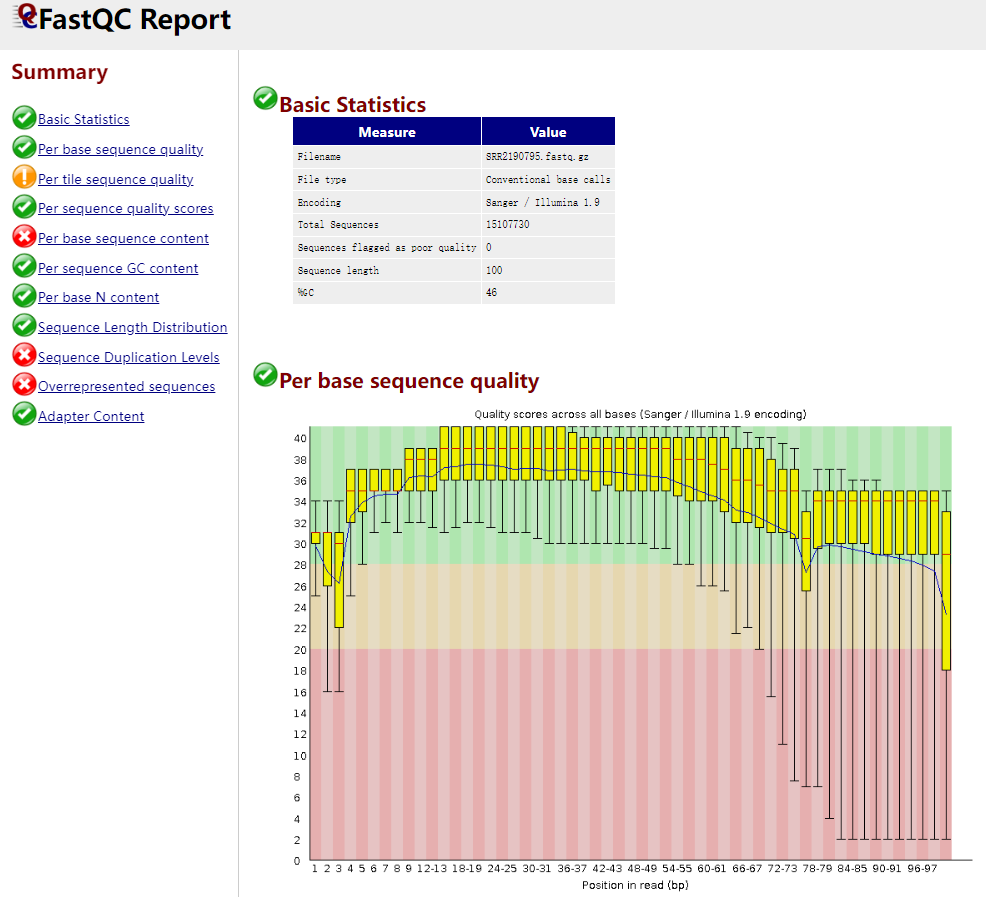 FastQC Report
Summary
Basic Statistics
Per base sequence quality
Per tile sequence quality
Per sequence quality scores
Per base sequence content
Per sequence GC content
Per base N content
Sequence Length Distribution
Sequence Duplication Levels
Overrepresented sequences
Adapter Content
Basic Statistics
Measure Value
Filename SRR2190795.fastq.gz
File type Conventional base calls
Encoding Sanger / Illumina 1.9
Total Sequences 15107730
Sequences flagged as poor quality 0
Sequence length 100
%GC 46
Per base sequence quality
Quality scores across all bases (Sanger / Illumina 1.9 encoding)
40
38
36
34
32
30
28
26
24
22
20
18
16
14
12
10
8
6
4
2
0
1 2 3 4 5 6 7 8 9 12-13 18-19 24-25 30-31 36-37 42-43 48-49 54-55 60-61 66-67 72-73 78-79 84-85 90-91 96-97
Position in read (bp)